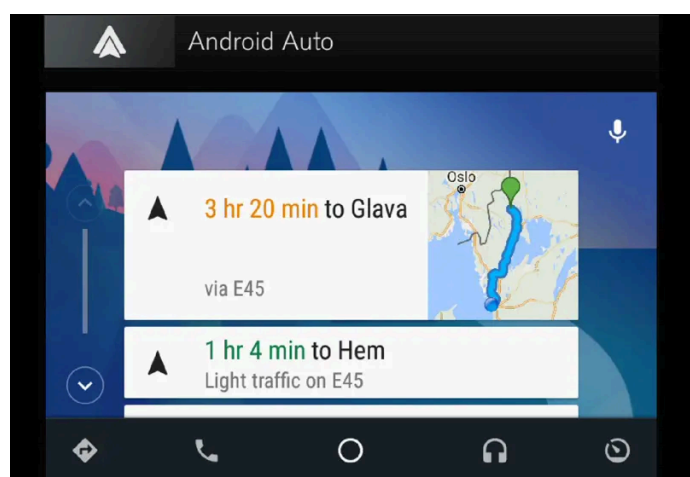 Android Auto
Oslo
3 hr 20 min to Glava
via E45
1 hr 4 min to Hem
Light traffic on E45